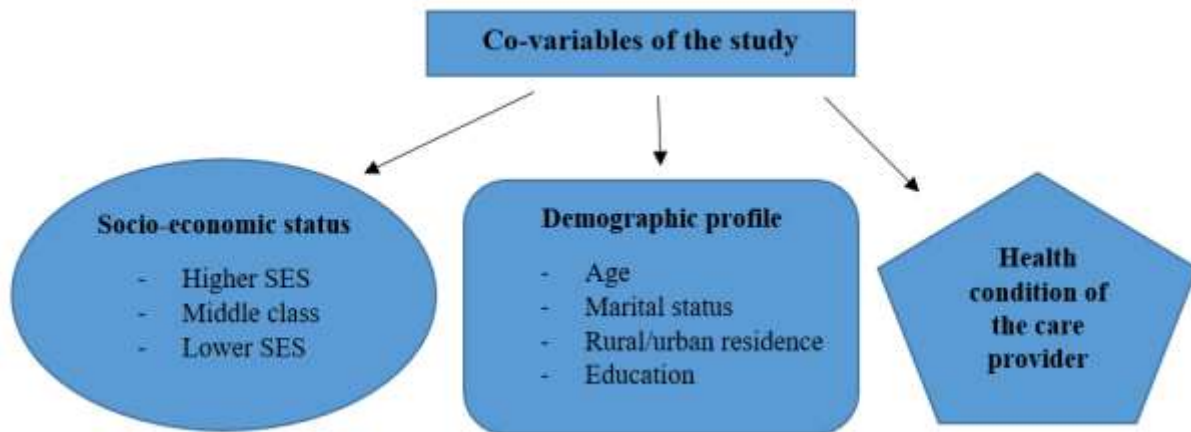 Co-variables of the study
Socio-economic status
- Higher SES
- Middle class
- Lower SES
Demographic profile
- Age
- Marital status
- Rural/urban residence
- Education
Health
condition of
the care
provider